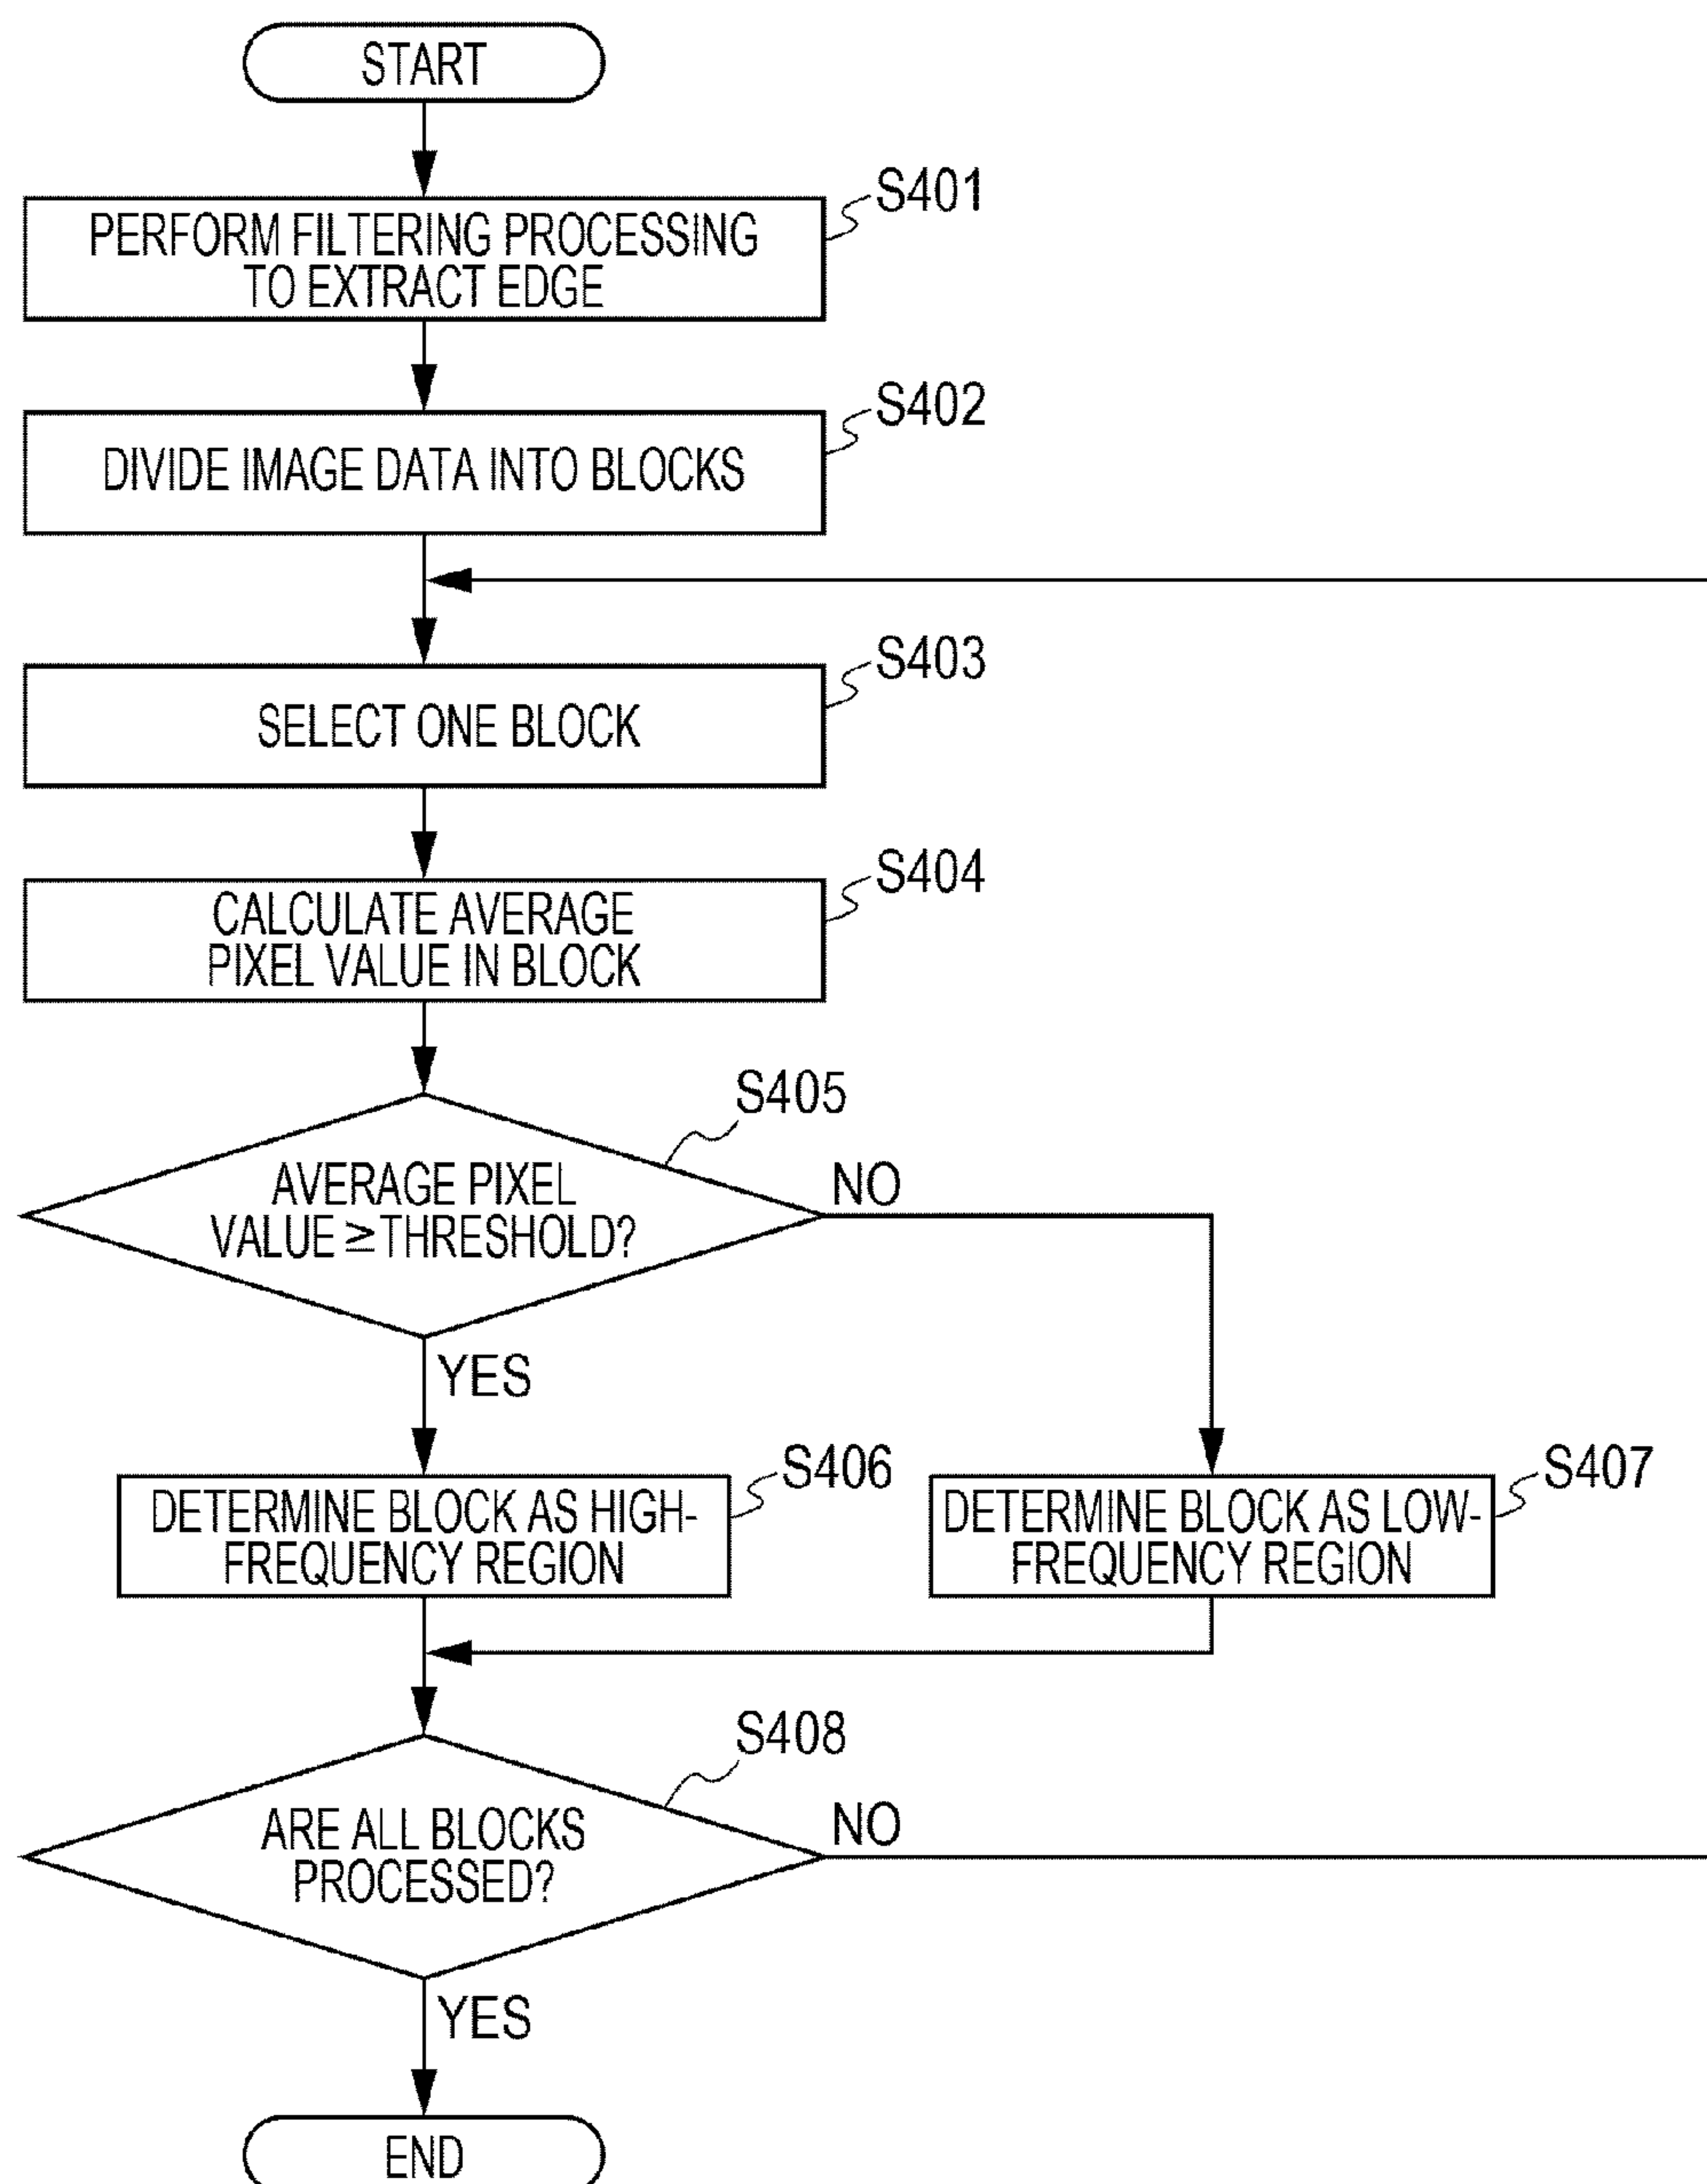 START
S401
PERFORM FILTERING PROCESSING
TO EXTRACT EDGE
S402
DIVIDE IMAGE DATA INTO BLOCKS
S403
SELECT ONE BLOCK
S404
CALCULATE AVERAGE
PIXEL VALUE IN BLOCK
S405
AVERAGE PIXEL
VALUE ≥ THRESHOLD?
NO
YES
S406
DETERMINE BLOCK AS HIGH-
FREQUENCY REGION
S407
DETERMINE BLOCK AS LOW-
FREQUENCY REGION
S408
ARE ALL BLOCKS
PROCESSED?
NO
YES
END